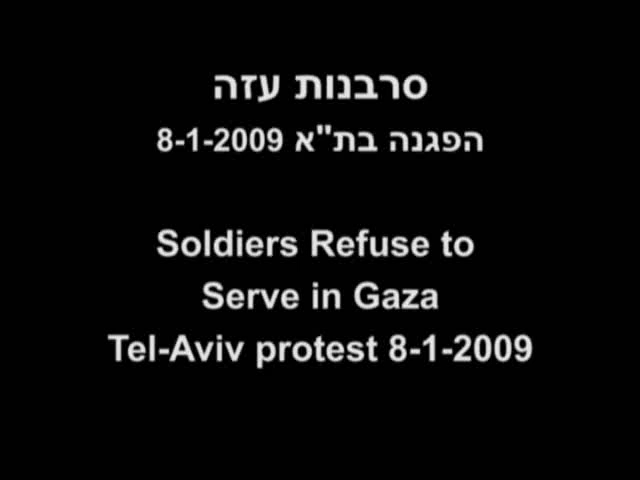 סרבנות עזה
הפגנה בת"א 8-1-2009
Soldiers Refuse to
Serve in Gaza
Tel-Aviv protest 8-1-2009